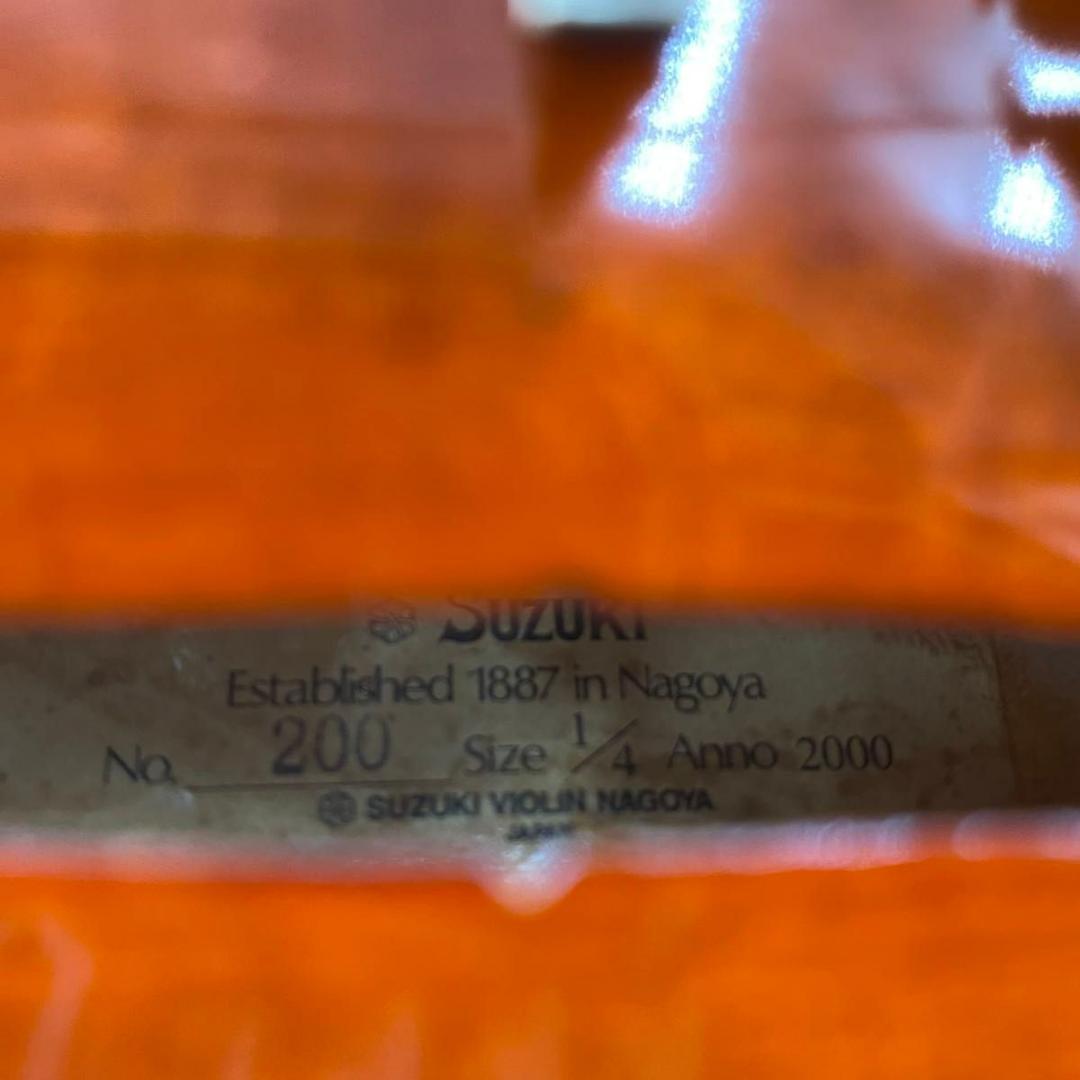 SUZUKI
Established 1887 in Nagoya
No. 200 Size 1/4 Anno 2000
SUZUKI VIOLIN NAGOYA
JAPAN